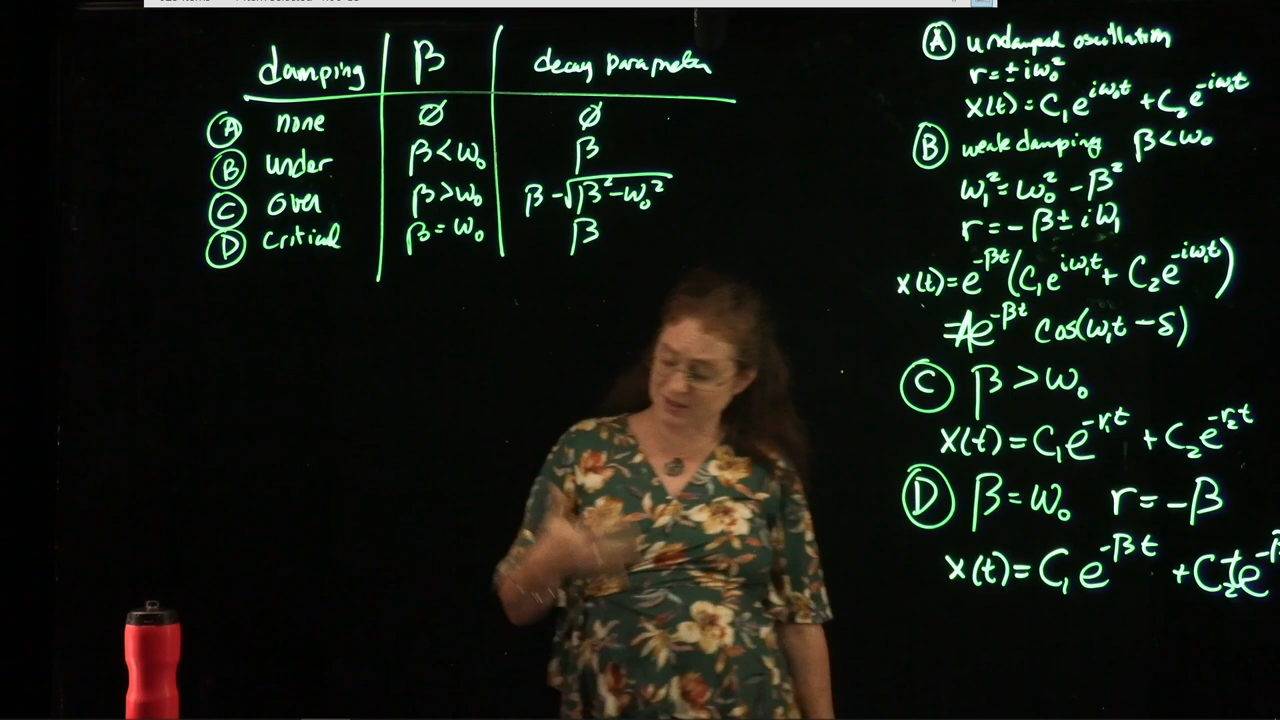 damping β decay parameter
Ⓐ none ∅ ∅
Ⓑ under β < ω₀ β
Ⓒ over β > ω₀ β - √(β² - ω₀²)
Ⓓ critical β = ω₀ β
Ⓐ undamped oscillation
r = ± iω₀²
x(t) = C₁e^(iω₀t) + C₂e^(-iω₀t)
Ⓑ weak damping β < ω₀
ω₁² = ω₀² - β²
r = -β ± iω₁
x(t) = e^(-βt) (C₁e^(iω₁t) + C₂e^(-iω₁t))
= Ae^(-βt) cos(ω₁t - δ)
Ⓒ β > ω₀
x(t) = C₁e^(-r₁t) + C₂e^(-r₂t)
Ⓓ β = ω₀ r = -β
x(t) = C₁e^(-βt) + C₂te^-